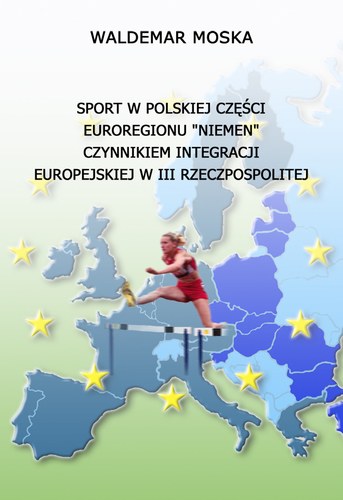 WALDEMAR MOSKA
SPORT W POLSKIEJ CZĘŚCI
EUROREGIONU "NIEMEN"
CZYNNIKIEM INTEGRACJI
EUROPEJSKIEJ W III RZECZPOSPOLITEJ